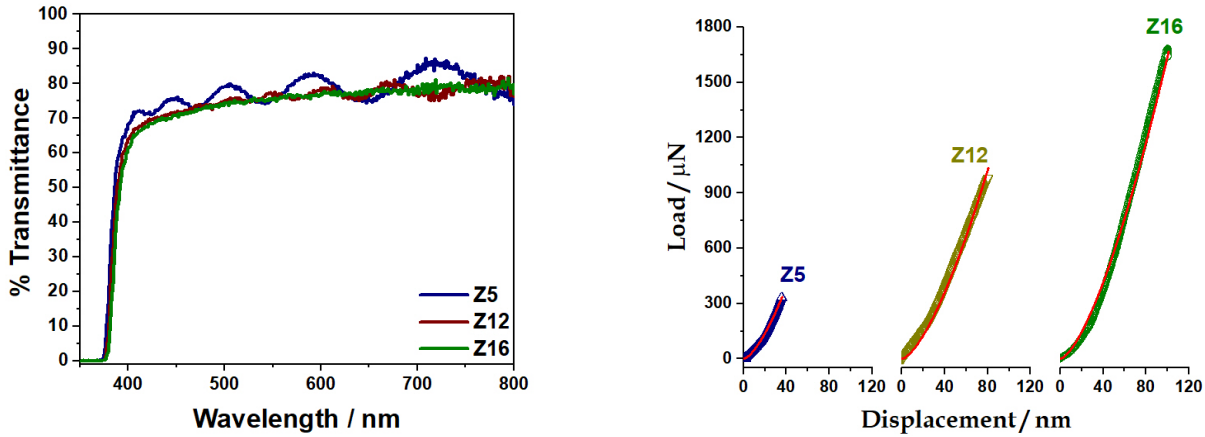 100
90
80
70
60
50
40
30
20
10
0
% Transmittance
400 500 600 700 800
Wavelength / nm
Z5
Z12
Z16
1800
1500
1200
900
600
300
0
Load / μN
Z5
Z12
Z16
0 40 80 120 0 40 80 120 0 40 80 120
Displacement / nm